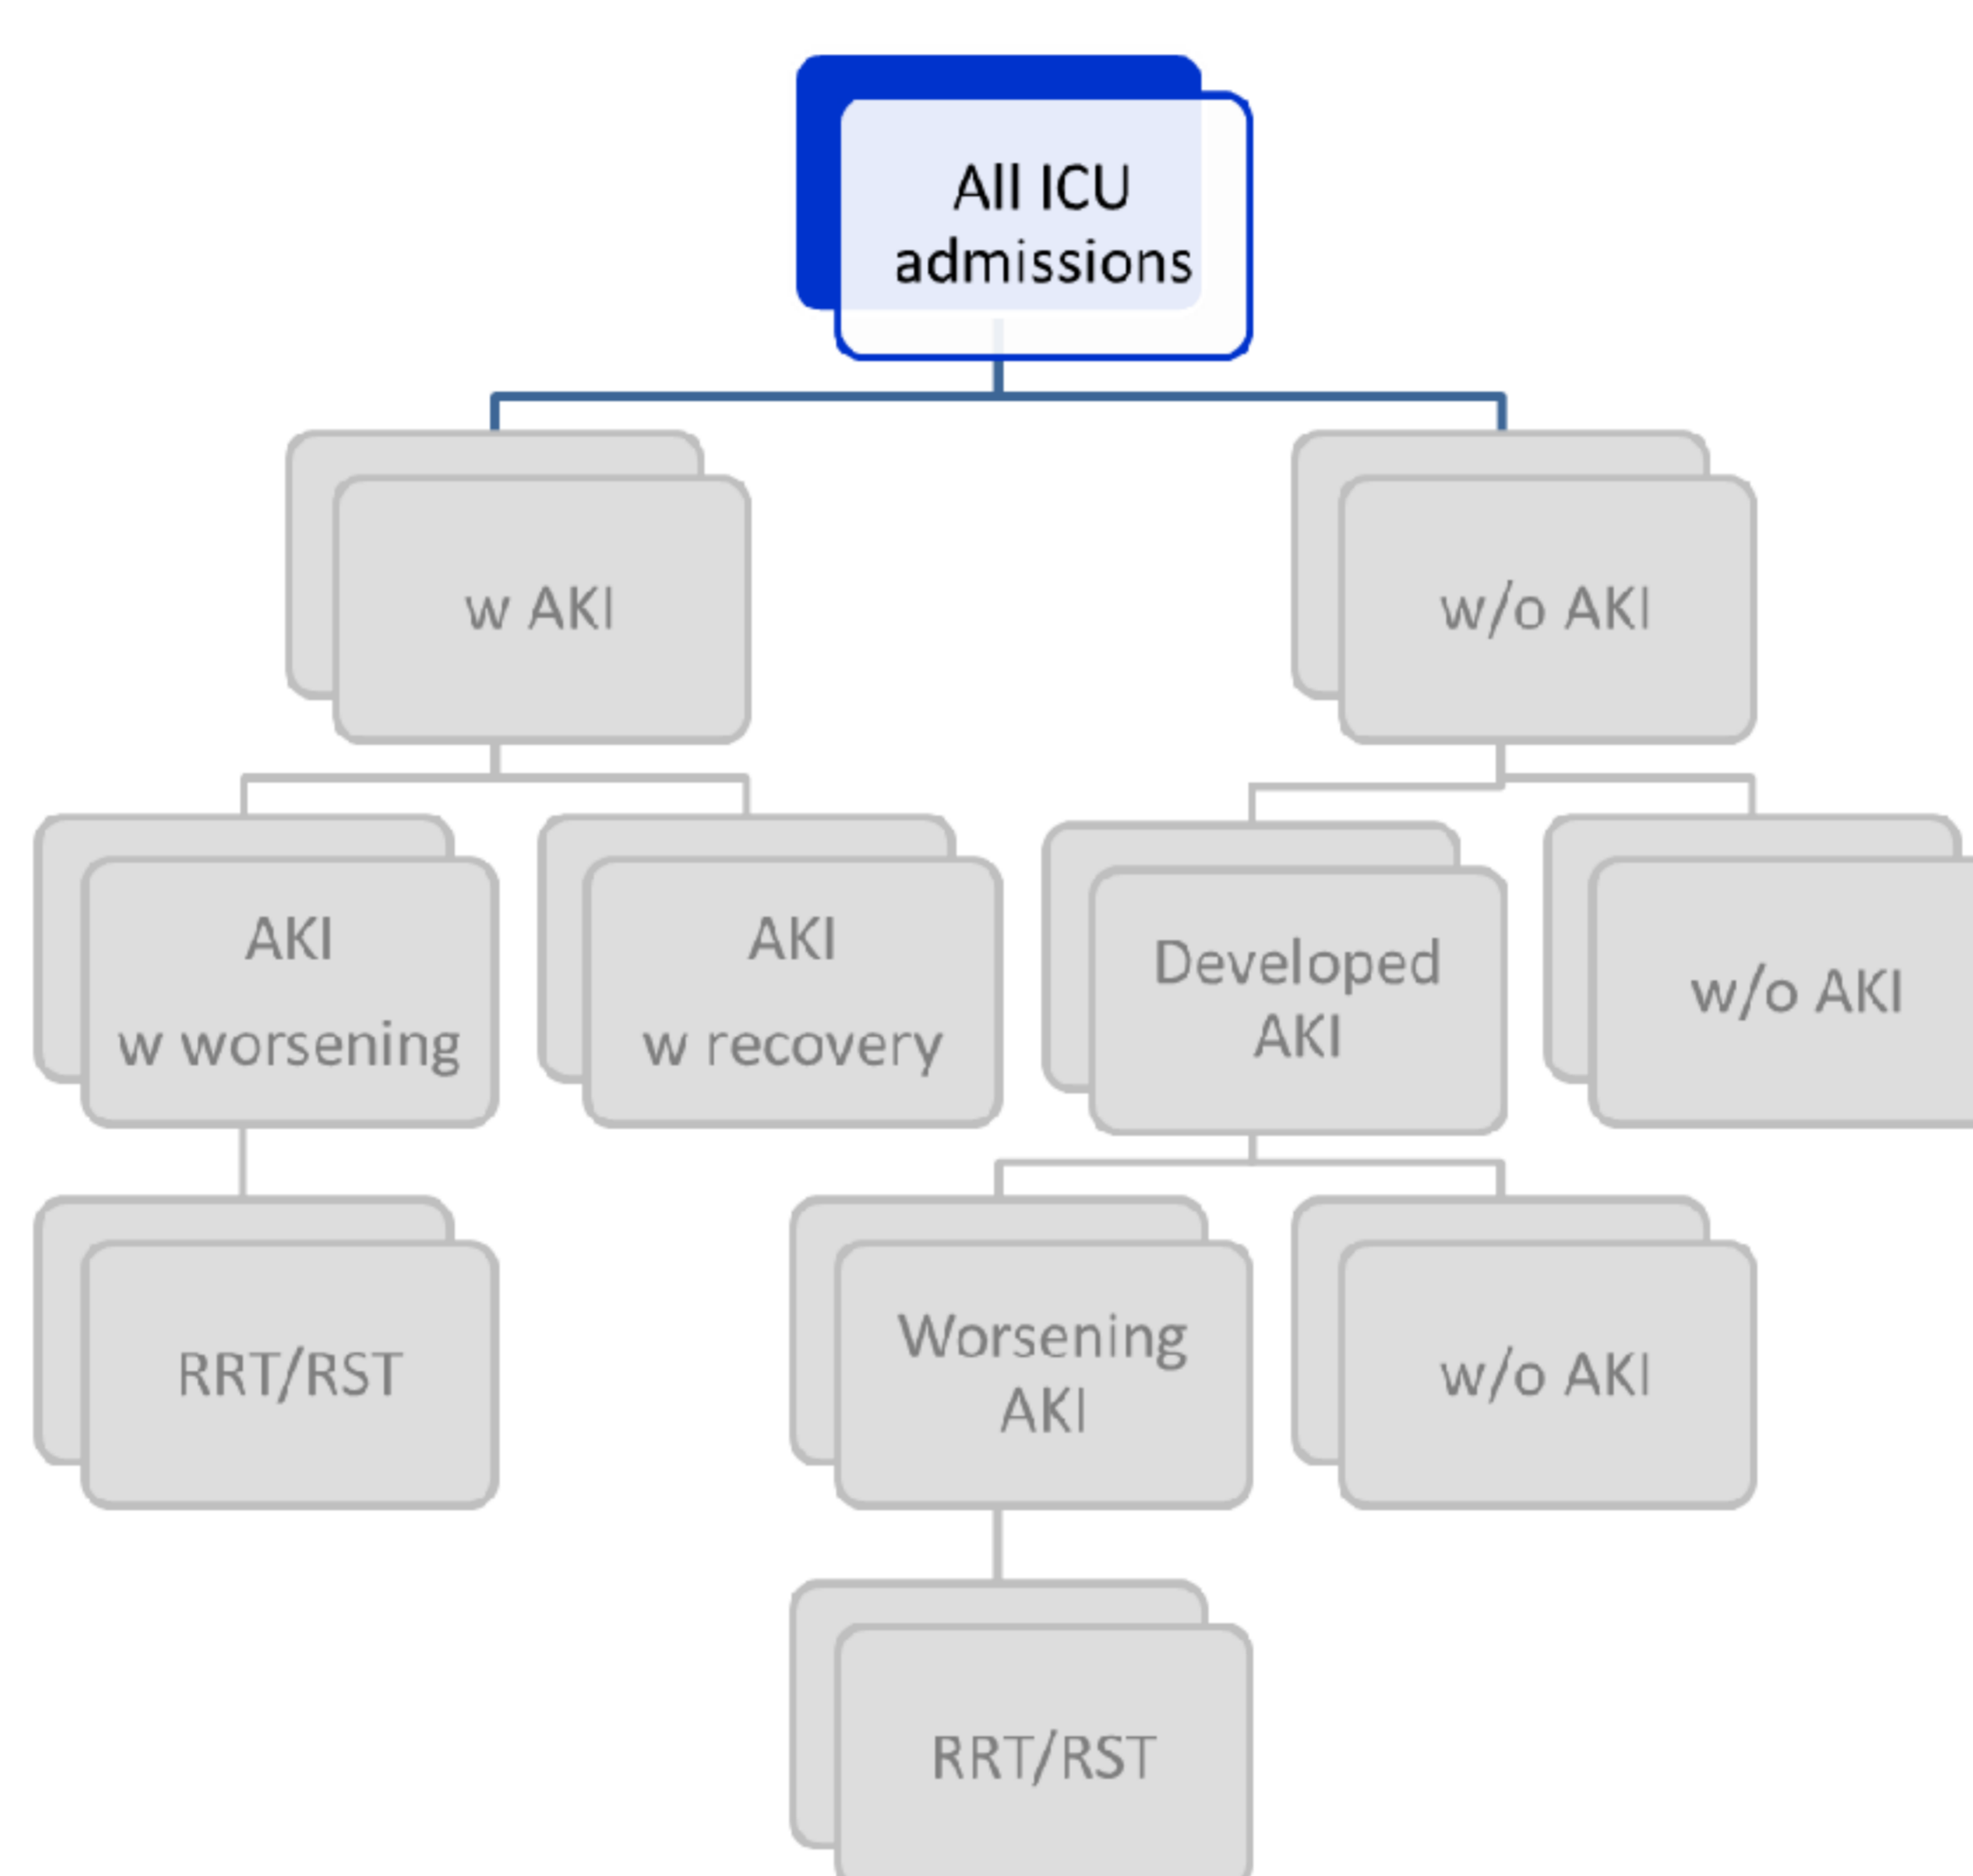 All ICU
admissions
w AKI
w/o AKI
AKI
w worsening
AKI
w recovery
Developed
AKI
w/o AKI
RRT/RST
Worsening
AKI
w/o AKI
RRT/RST